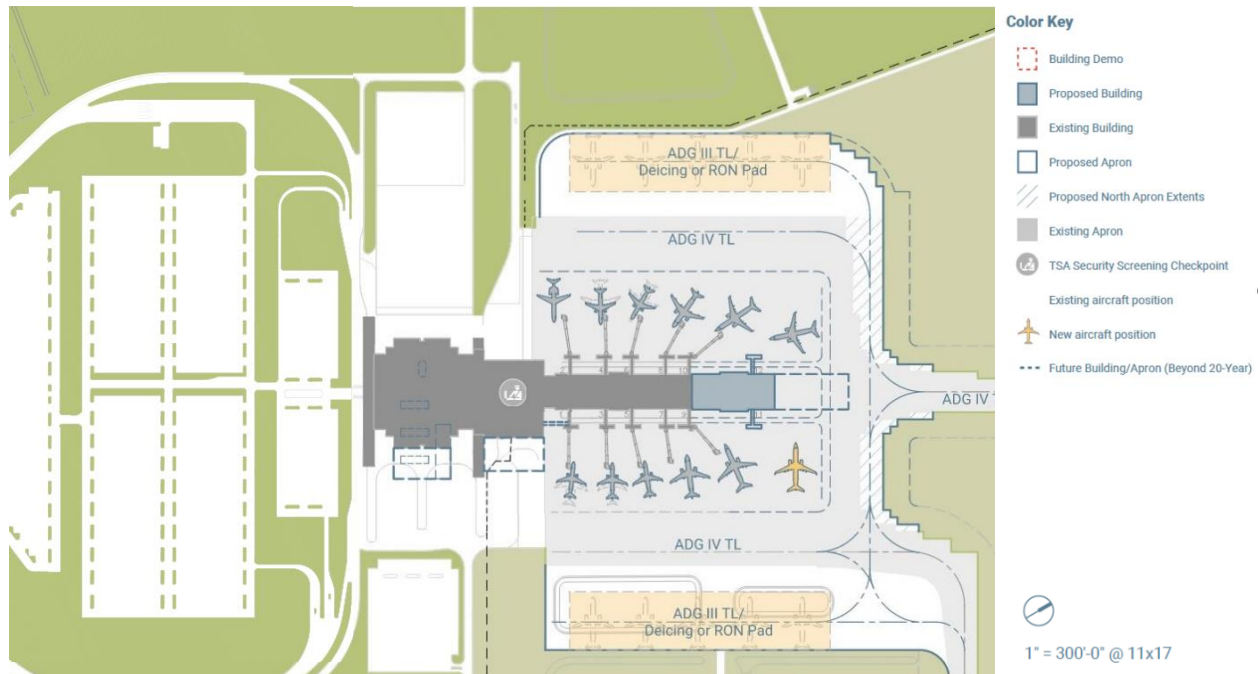 ADG III TL/
Deicing or RON Pad
ADG IV TL
ADG IV T
ADG IV TL
ADG III TL/
Deicing or RON Pad
Color Key
Building Demo
Proposed Building
Existing Building
Proposed Apron
Proposed North Apron Extents
Existing Apron
TSA Security Screening Checkpoint
Existing aircraft position
New aircraft position
Future Building/Apron (Beyond 20-Year)
1" = 300'-0" @ 11x17